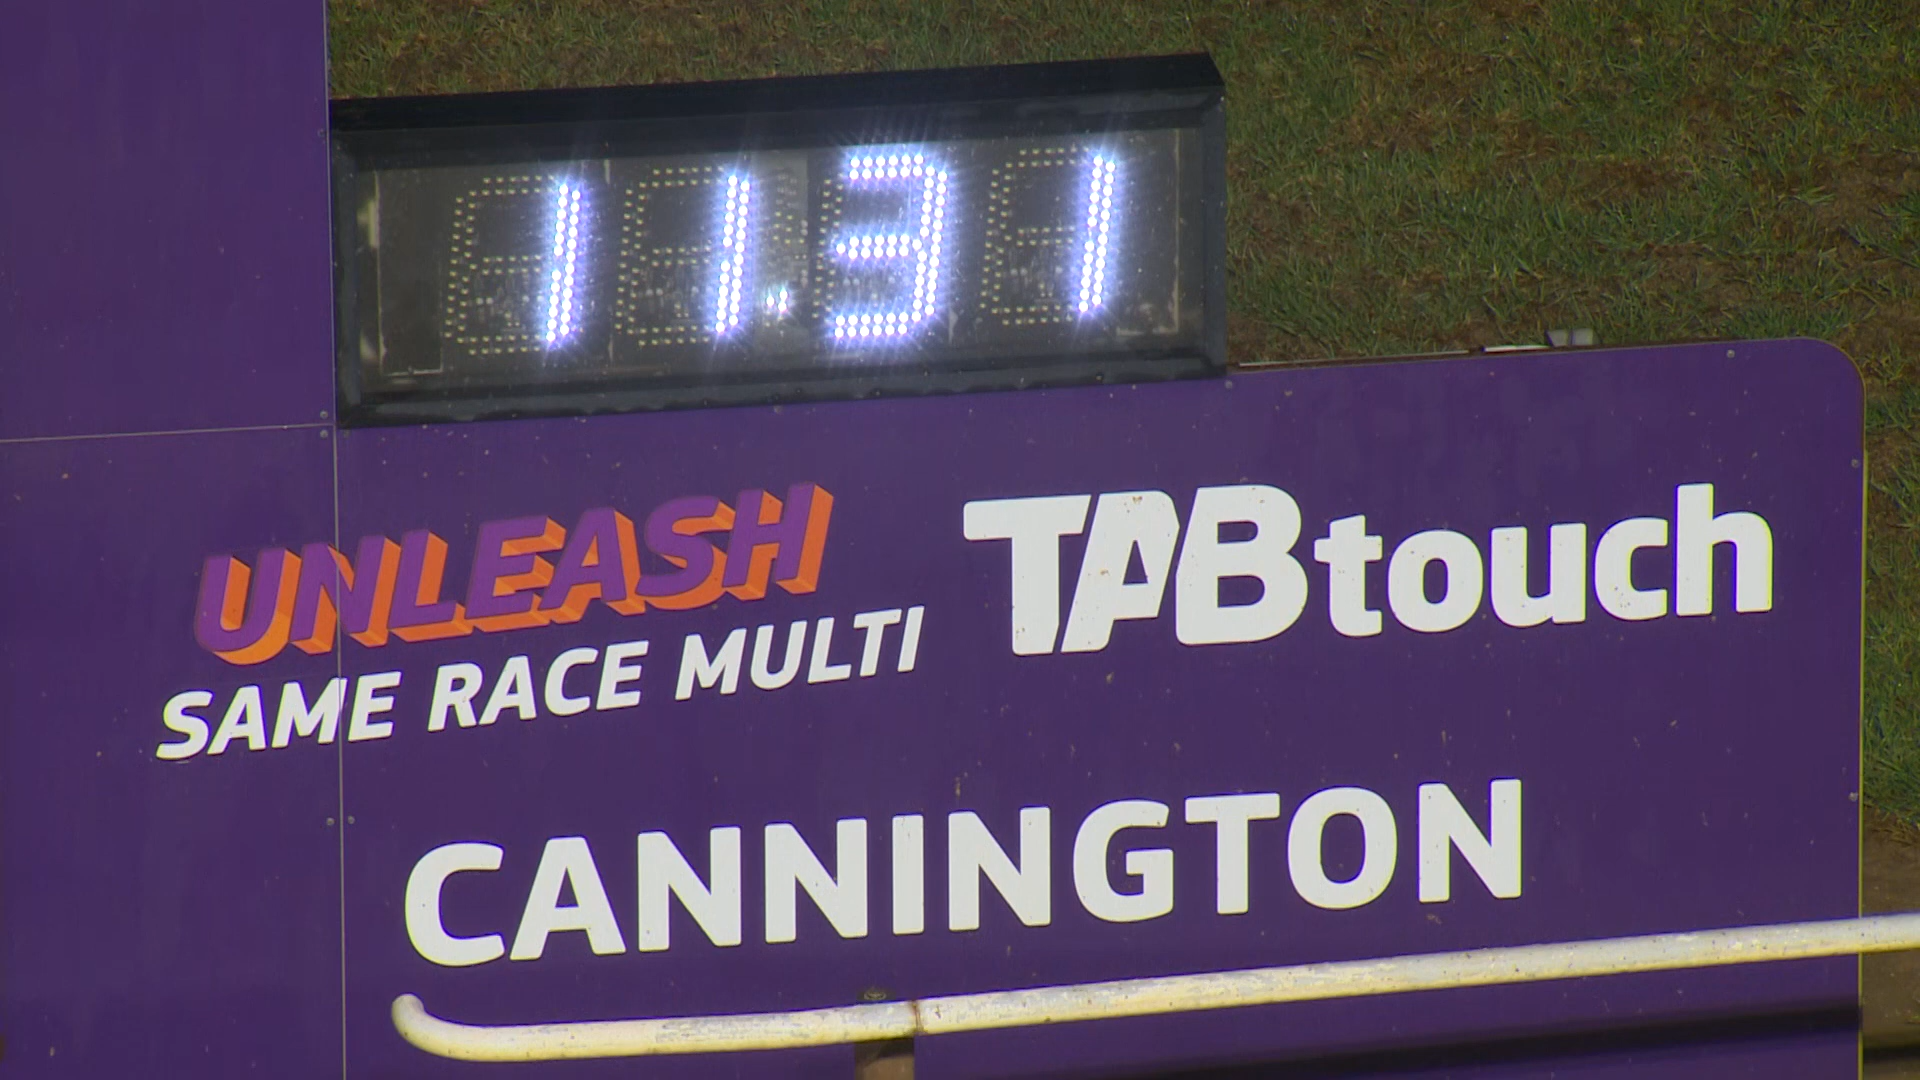 11.31
UNLEASH
SAME RACE MULTI
TABtouch
CANNINGTON